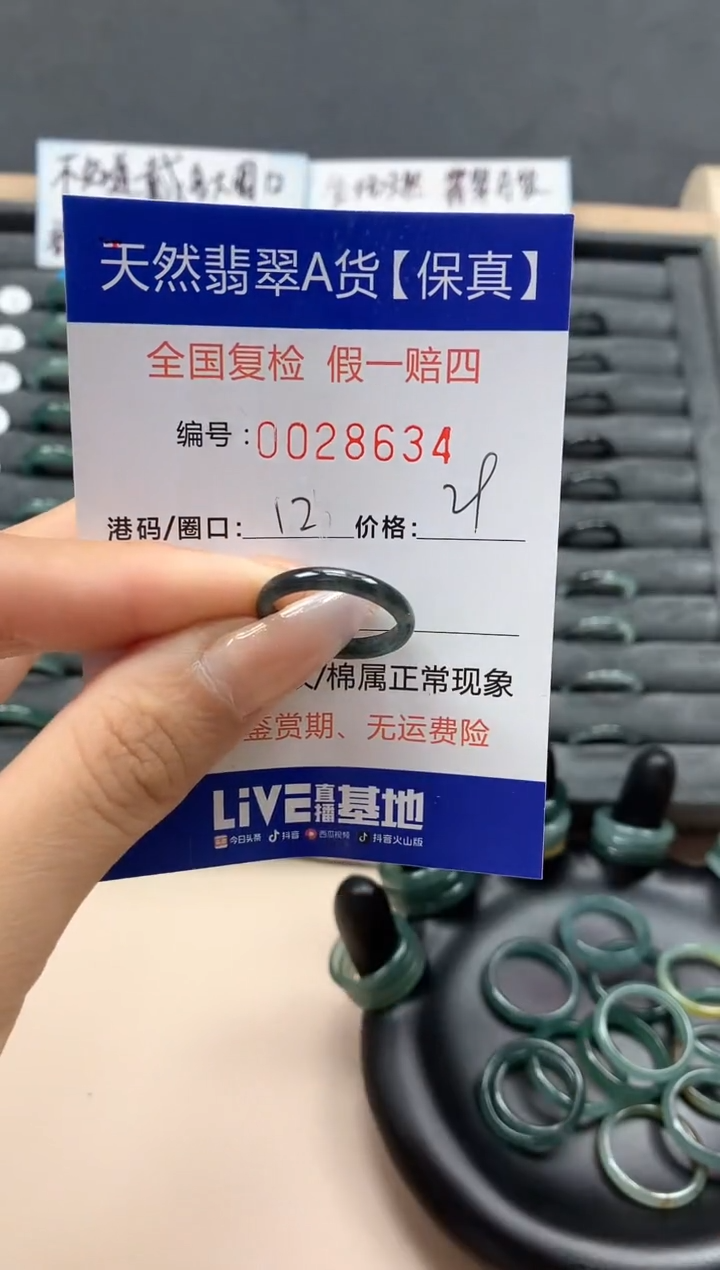 天然翡翠A货【保真】
全国复检 假一赔四
编号:0028634
港码/圈口: 12 价格:
/棉属正常现象
鉴赏期、无运费险
LiVE直播基地
今日头条 抖音 西瓜视频 抖音火山版